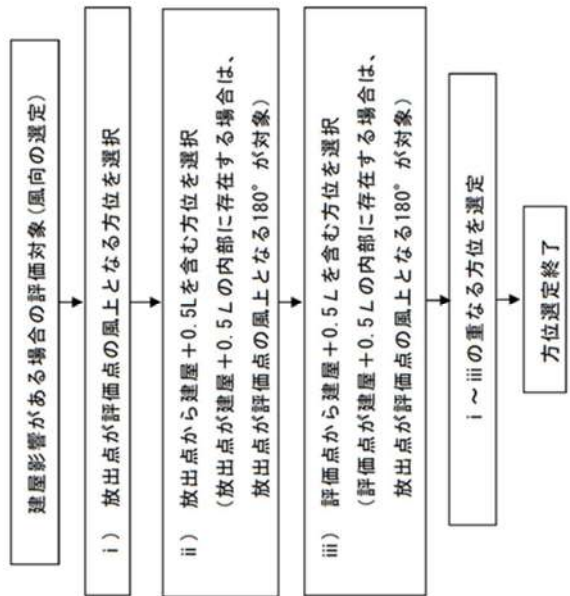 建屋影響がある場合の評価対象(風向の選定)
i) 放出点が評価点の風上となる方位を選択
ii) 放出点から建屋+0.5Lを含む方位を選択
(放出点が建屋+0.5Lの内部に存在する場合は、
放出点が評価点の風上となる180°が対象)
iii) 評価点から建屋+0.5Lを含む方位を選択
(評価点が建屋+0.5Lの内部に存在する場合は、
放出点が評価点の風上となる180°が対象)
i~iiiの重なる方位を選定
方位選定終了